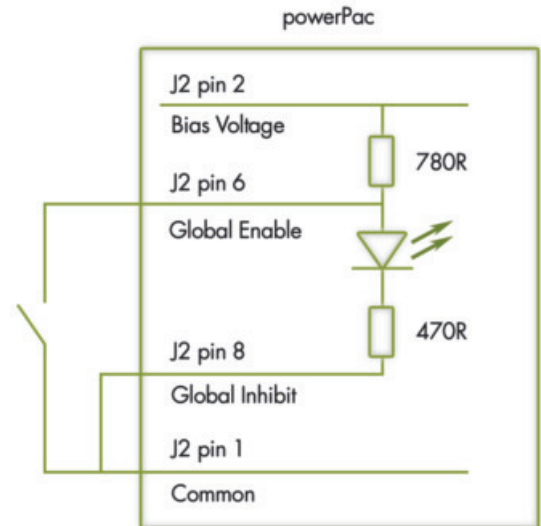 powerPac
J2 pin 2
Bias Voltage
780R
J2 pin 6
Global Enable
470R
J2 pin 8
Global Inhibit
J2 pin 1
Common